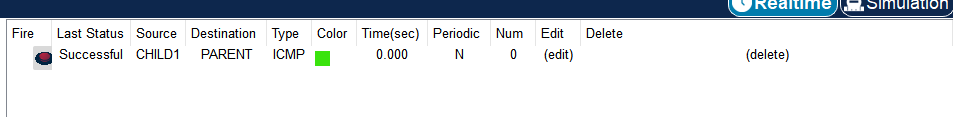 Realtime Simulation
Fire Last Status Source Destination Type Color Time(sec) Periodic Num Edit Delete
Successful CHILD1 PARENT ICMP 0.000 N 0 (edit) (delete)